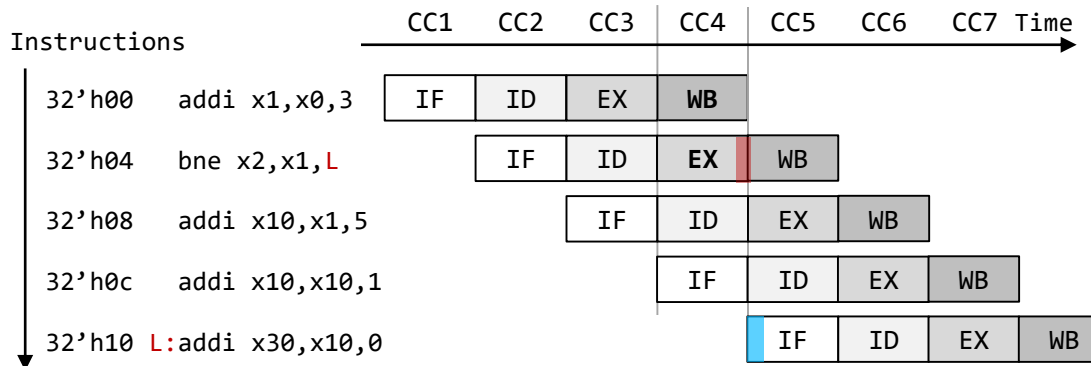 CC1 CC2 CC3 CC4 CC5 CC6 CC7 Time
Instructions
32’h00 addi x1,x0,3 IF ID EX WB
32’h04 bne x2,x1,L IF ID EX WB
32’h08 addi x10,x1,5 IF ID EX WB
32’h0c addi x10,x10,1 IF ID EX WB
32’h10 L:addi x30,x10,0 IF ID EX WB